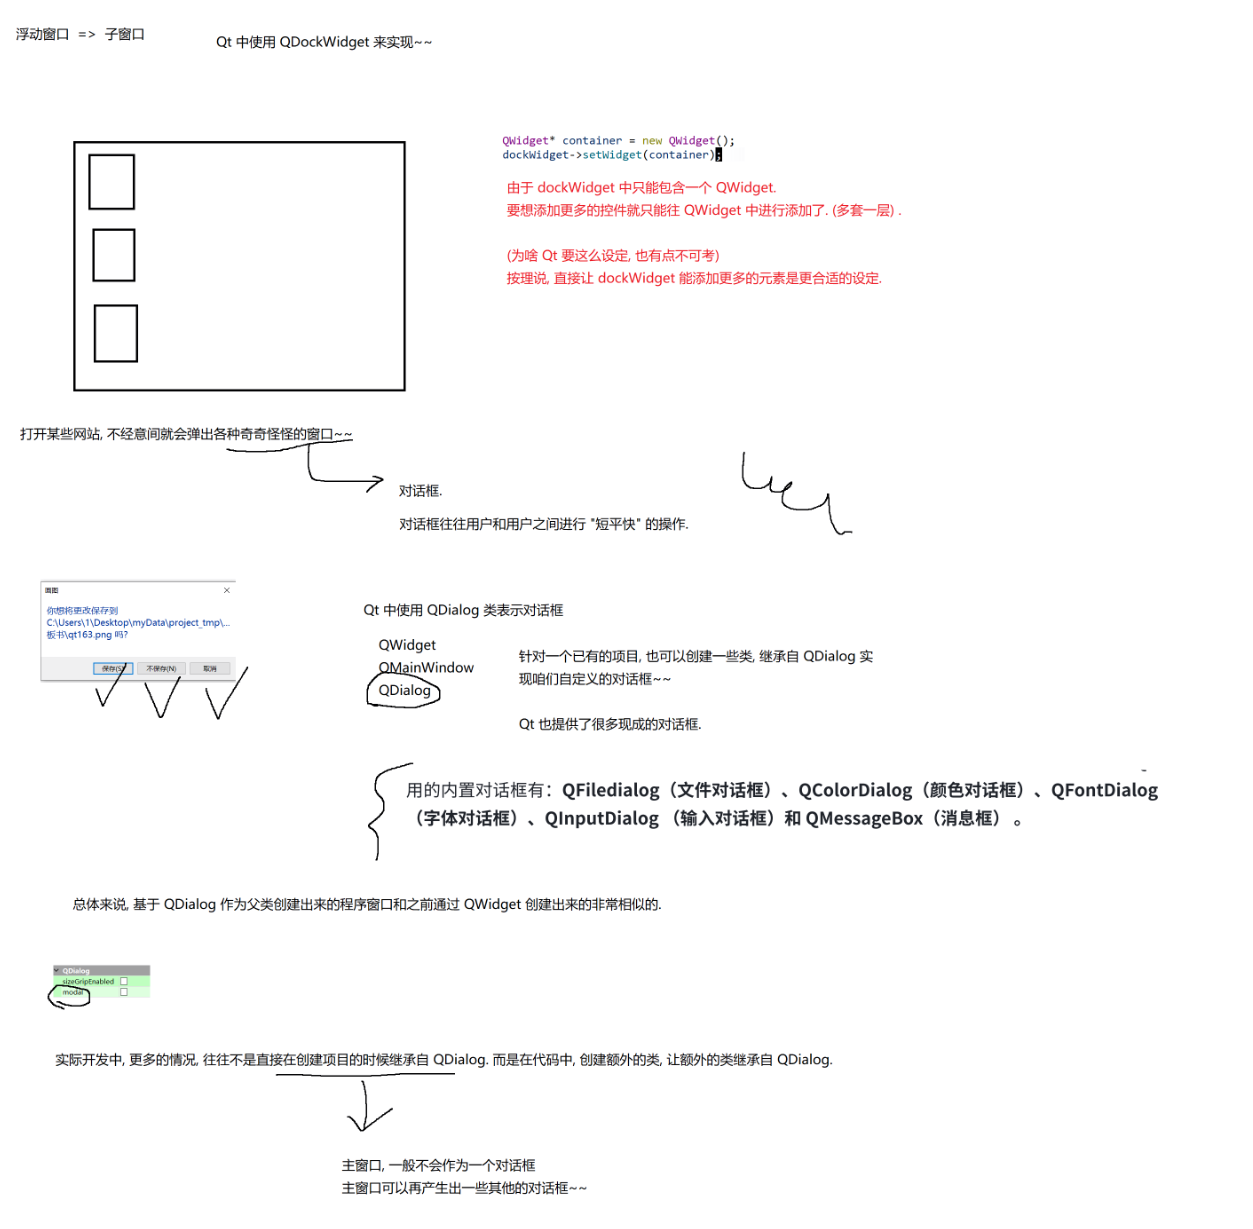 浮动窗口 => 子窗口
Qt 中使用 QDockWidget 来实现~~
QWidget* container = new QWidget();
dockWidget->setWidget(container);
由于 dockWidget 中只能包含一个 QWidget.
要想添加更多的控件就只能往 QWidget 中进行添加了. (多套一层) .
(为啥 Qt 要这么设定, 也有点不可考)
按理说, 直接让 dockWidget 能添加更多的元素是更合适的设定.
打开某些网站, 不经意间就会弹出各种奇奇怪怪的窗口~~
对话框.
对话框往往用户和用户之间进行 "短平快" 的操作.
画图
你想将更改保存到
C:\Users\1\Desktop\myData\project_tmp\...
板书\qt163.png 吗?
保存(S) 不保存(N) 取消
Qt 中使用 QDialog 类表示对话框
QWidget
QMainWindow
QDialog
针对一个已有的项目, 也可以创建一些类, 继承自 QDialog 实
现咱们自定义的对话框~~
Qt 也提供了很多现成的对话框.
用的内置对话框有：QFiledialog（文件对话框）、QColorDialog（颜色对话框）、QFontDialog
（字体对话框）、QInputDialog （输入对话框）和 QMessageBox（消息框） 。
总体来说, 基于 QDialog 作为父类创建出来的程序窗口和之前通过 QWidget 创建出来的非常相似的.
QDialog
sizeGripEnabled
modal
实际开发中, 更多的情况, 往往不是直接在创建项目的时候继承自 QDialog. 而是在代码中, 创建额外的类, 让额外的类继承自 QDialog.
主窗口, 一般不会作为一个对话框
主窗口可以再产生出一些其他的对话框~~